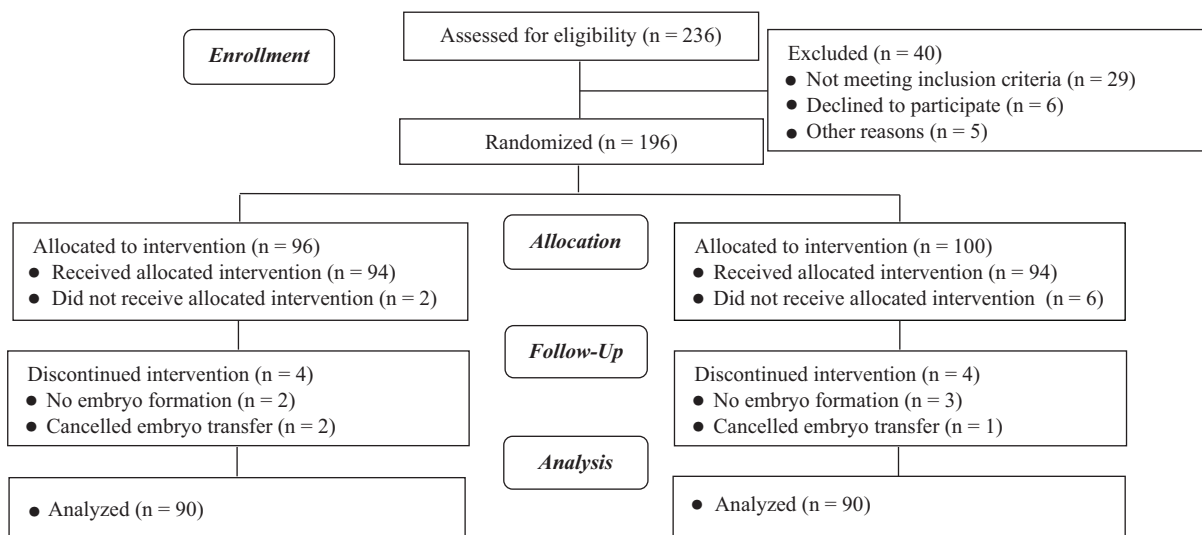 Assessed for eligibility (n = 236)
Enrollment
Excluded (n = 40)
● Not meeting inclusion criteria (n = 29)
● Declined to participate (n = 6)
● Other reasons (n = 5)
Randomized (n = 196)
Allocation
Allocated to intervention (n = 96)
● Received allocated intervention (n = 94)
● Did not receive allocated intervention (n = 2)
Allocated to intervention (n = 100)
● Received allocated intervention (n = 94)
● Did not receive allocated intervention (n = 6)
Follow-Up
Discontinued intervention (n = 4)
● No embryo formation (n = 2)
● Cancelled embryo transfer (n = 2)
Discontinued intervention (n = 4)
● No embryo formation (n = 3)
● Cancelled embryo transfer (n = 1)
Analysis
● Analyzed (n = 90)
● Analyzed (n = 90)